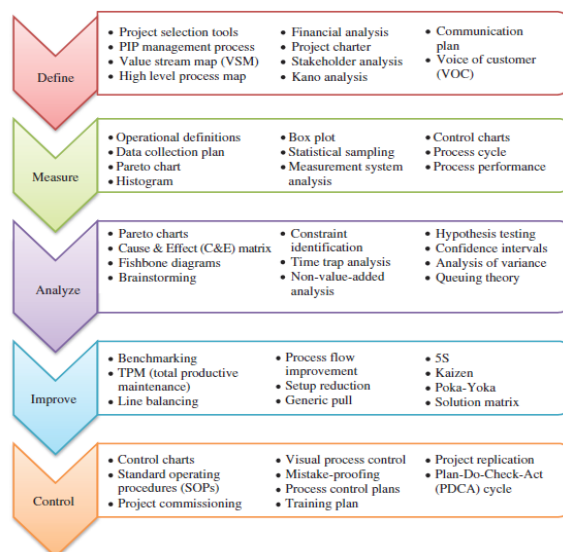 Define
• Project selection tools
• PIP management process
• Value stream map (VSM)
• High level process map
• Financial analysis
• Project charter
• Stakeholder analysis
• Kano analysis
• Communication
plan
• Voice of customer
(VOC)
Measure
• Operational definitions
• Data collection plan
• Pareto chart
• Histogram
• Box plot
• Statistical sampling
• Measurement system
analysis
• Control charts
• Process cycle
• Process performance
Analyze
• Pareto charts
• Cause & Effect (C&E) matrix
• Fishbone diagrams
• Brainstorming
• Constraint
identification
• Time trap analysis
• Non-value-added
analysis
• Hypothesis testing
• Confidence intervals
• Analysis of variance
• Queuing theory
Improve
• Benchmarking
• TPM (total productive
maintenance)
• Line balancing
• Process flow
improvement
• Setup reduction
• Generic pull
• 5S
• Kaizen
• Poka-Yoka
• Solution matrix
Control
• Control charts
• Standard operating
procedures (SOPs)
• Project commissioning
• Visual process control
• Mistake-proofing
• Process control plans
• Training plan
• Project replication
• Plan-Do-Check-Act
(PDCA) cycle